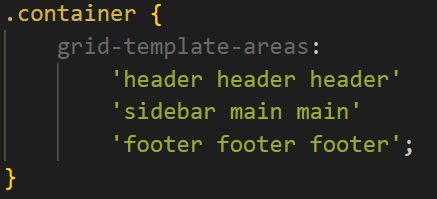 .container {
    grid-template-areas:
        'header header header'
        'sidebar main main'
        'footer footer footer';
}